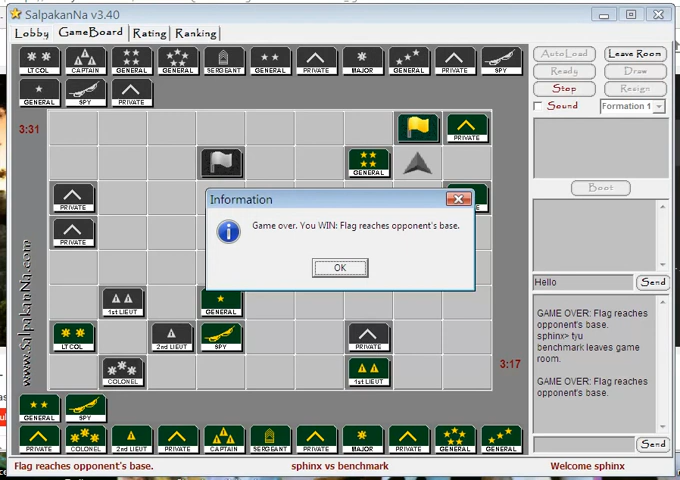 SalpakanNa v3.40
Lobby GameBoard Rating Ranking
LTCOL CAPTAIN GENERAL GENERAL SERGEANT GENERAL PRIVATE MAJOR GENERAL PRIVATE SPY
GENERAL SPY PRIVATE
AutoLoad Leave Room
Ready Draw
Stop Resign
Sound Formation 1
3:31
PRIVATE
GENERAL
PRIVATE
Boot
Information
Game over. You WIN: Flag reaches opponent's base.
OK
PRIVATE
www.SalpakanNa.com
Hello Send
1st LIEUT GENERAL
LTCOL 2nd LIEUT SPY PRIVATE
COLONEL 1st LIEUT
3:17
GAME OVER: Flag reaches
opponent's base.
sphinx> tyu
benchmark leaves game
room.
GAME OVER: Flag reaches
opponent's base.
GENERAL SPY
PRIVATE COLONEL 2nd LIEUT PRIVATE CAPTAIN SERGEANT PRIVATE MAJOR PRIVATE GENERAL GENERAL
Send
Flag reaches opponent's base. sphinx vs benchmark Welcome sphinx